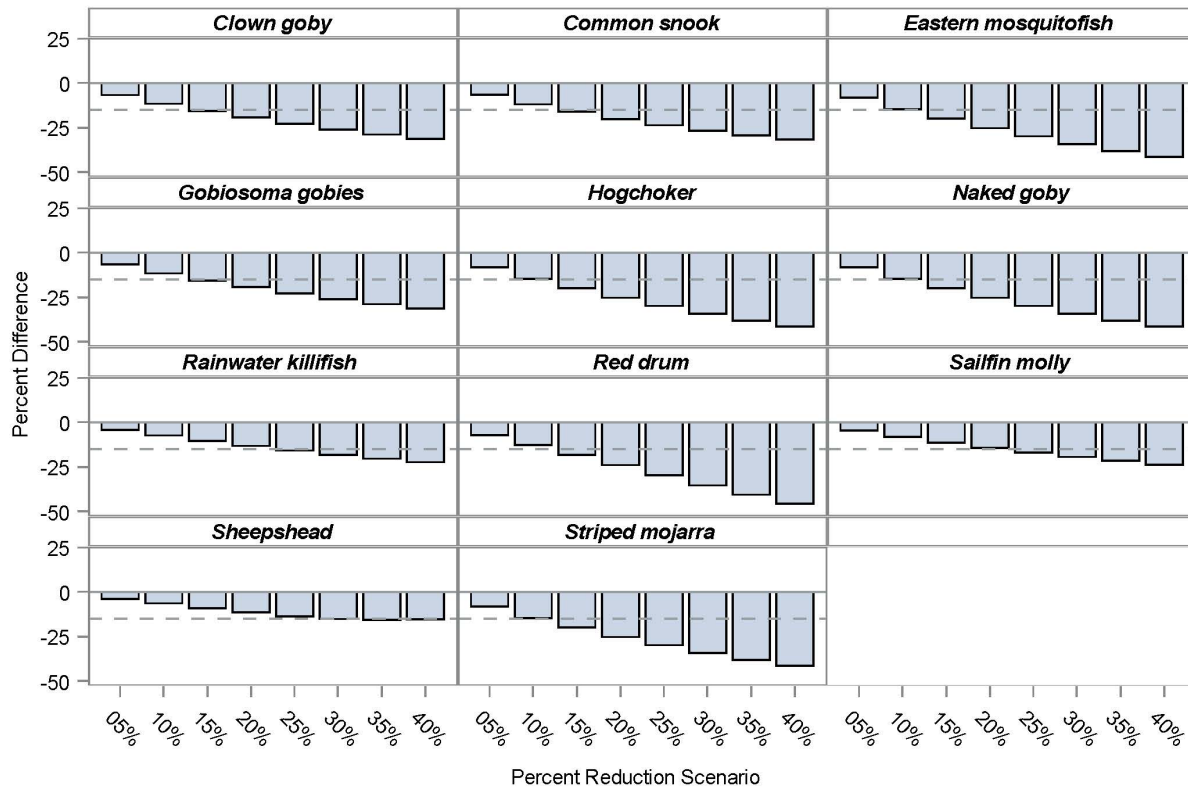 Clown goby Common snook Eastern mosquitofish
25
0
-25
-50
Gobiosoma gobies Hogchoker Naked goby
25
0
-25
-50
Rainwater killifish Red drum Sailfin molly
25
0
-25
-50
Sheepshead Striped mojarra
25
0
-25
-50
Percent Difference
05% 10% 15% 20% 25% 30% 35% 40% 05% 10% 15% 20% 25% 30% 35% 40% 05% 10% 15% 20% 25% 30% 35% 40%
Percent Reduction Scenario